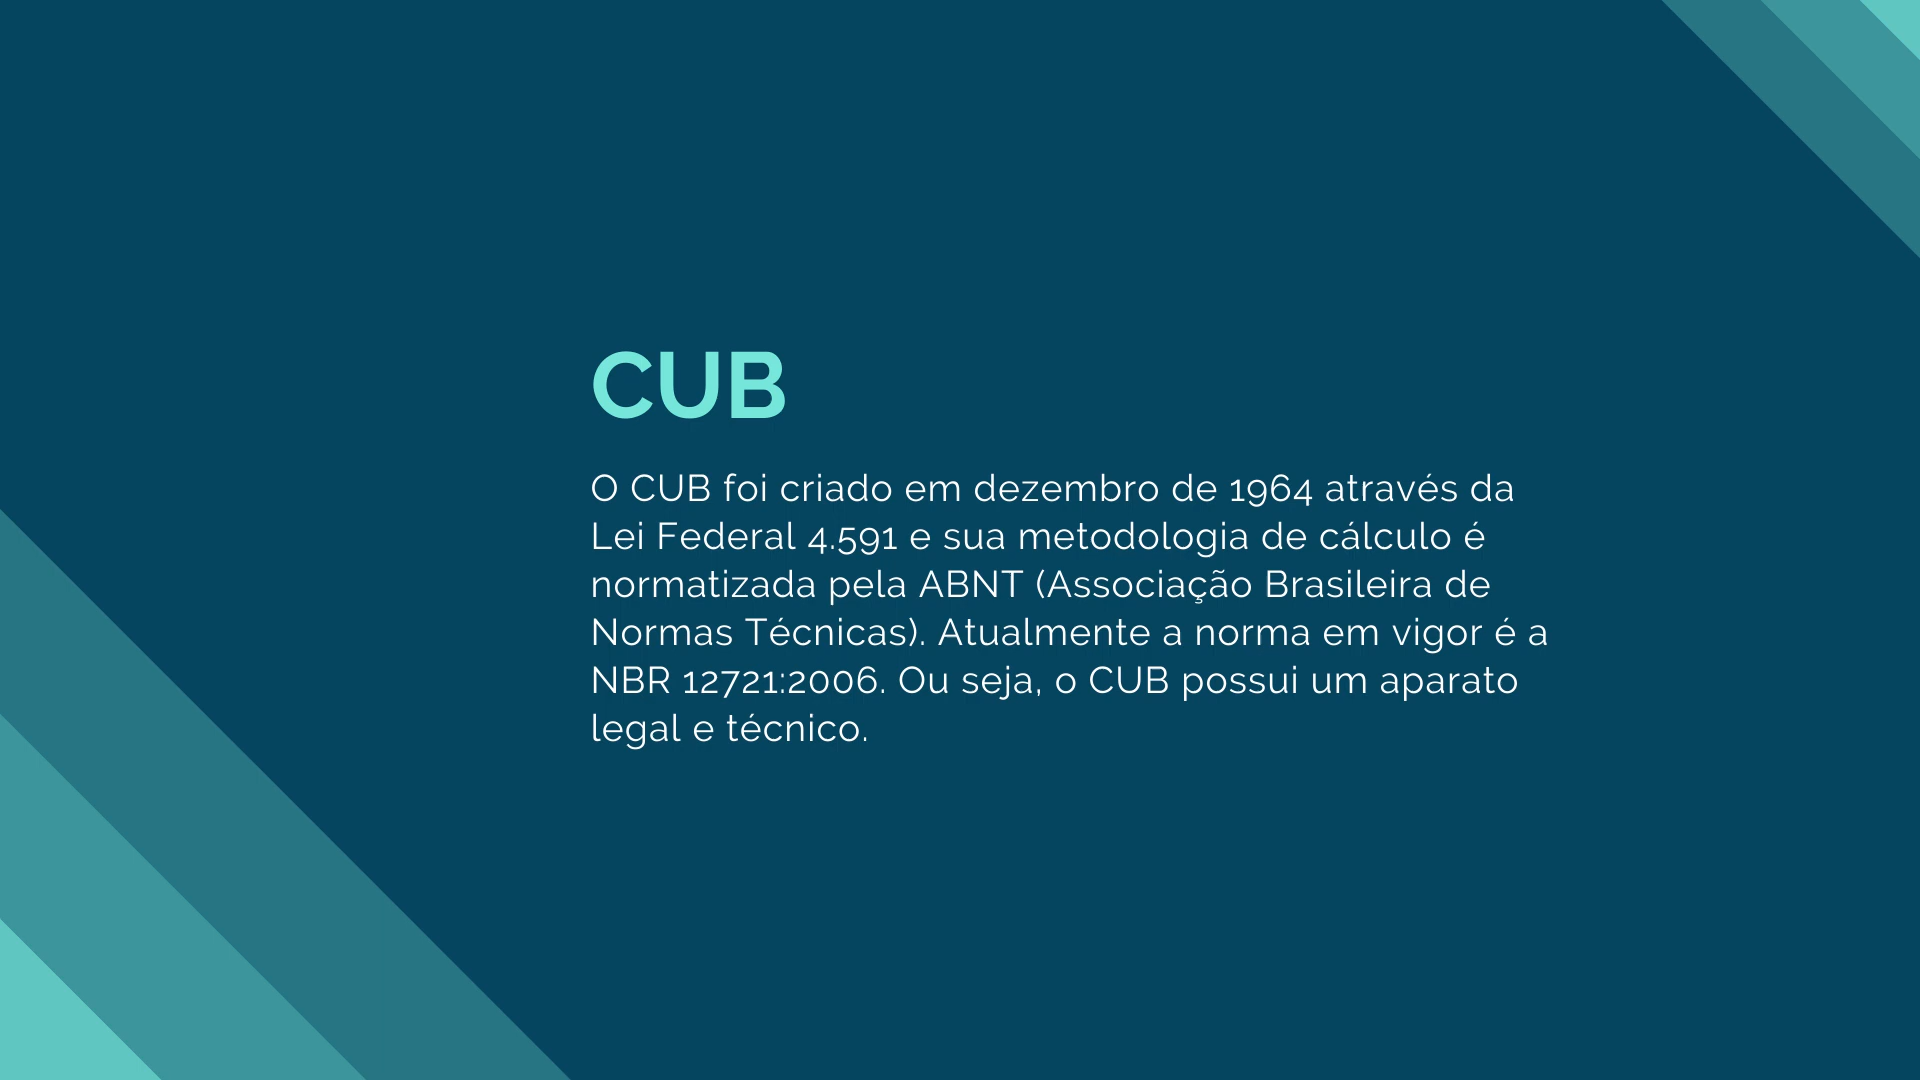 CUB
O CUB foi criado em dezembro de 1964 através da
Lei Federal 4.591 e sua metodologia de cálculo é
normatizada pela ABNT (Associação Brasileira de
Normas Técnicas). Atualmente a norma em vigor é a
NBR 12721:2006. Ou seja, o CUB possui um aparato
legal e técnico.